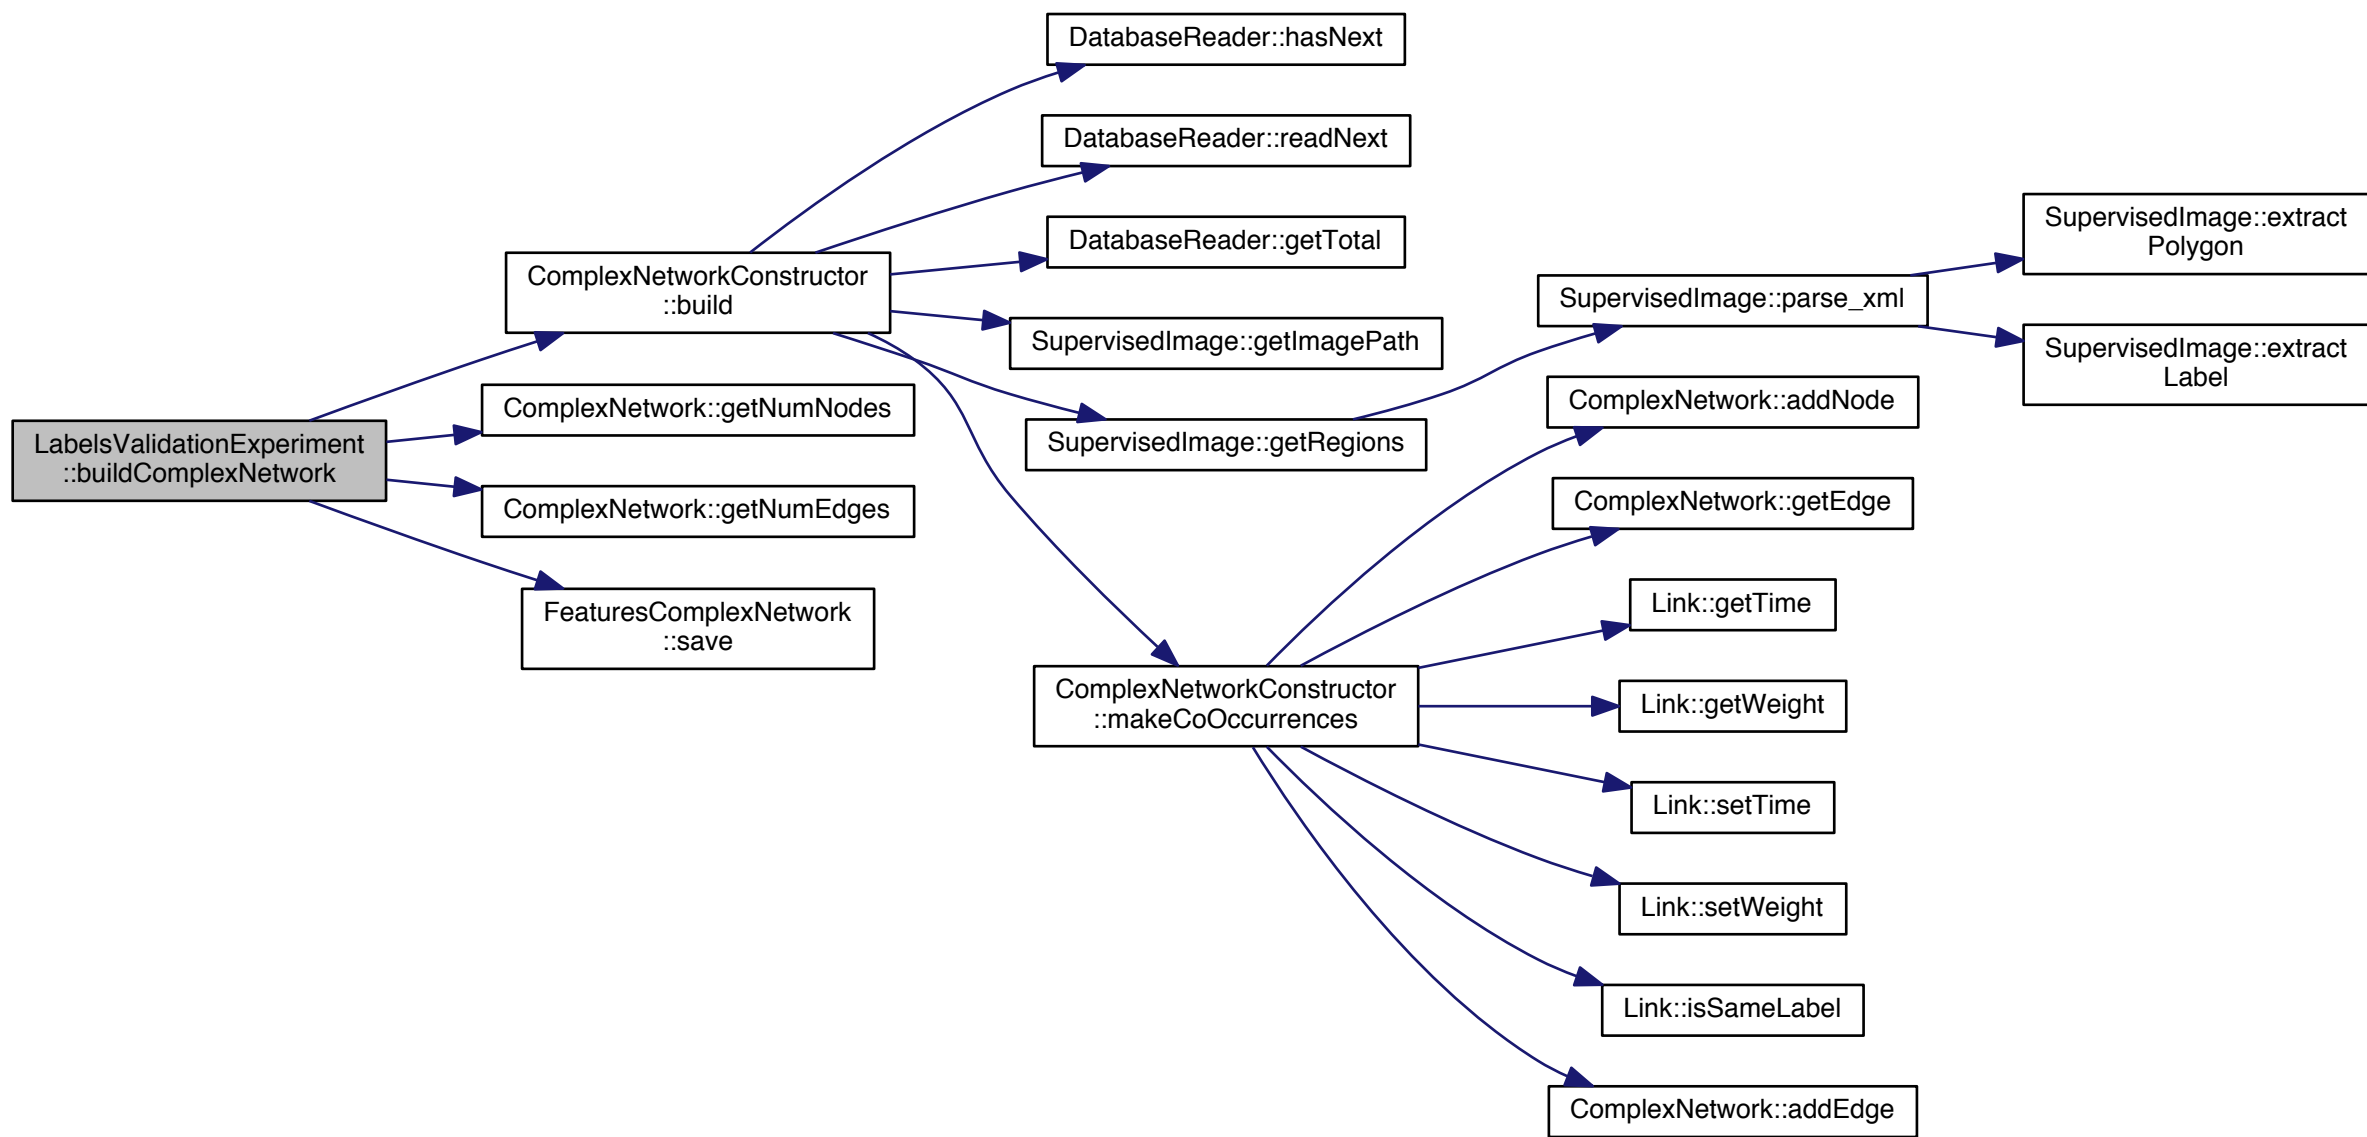 LabelsValidationExperiment
::buildComplexNetwork
ComplexNetworkConstructor
::build
ComplexNetwork::getNumNodes
ComplexNetwork::getNumEdges
FeaturesComplexNetwork
::save
DatabaseReader::hasNext
DatabaseReader::readNext
DatabaseReader::getTotal
SupervisedImage::getImagePath
SupervisedImage::getRegions
ComplexNetworkConstructor
::makeCoOccurrences
SupervisedImage::parse_xml
ComplexNetwork::addNode
ComplexNetwork::getEdge
Link::getTime
Link::getWeight
Link::setTime
Link::setWeight
Link::isSameLabel
ComplexNetwork::addEdge
SupervisedImage::extract
Polygon
SupervisedImage::extract
Label